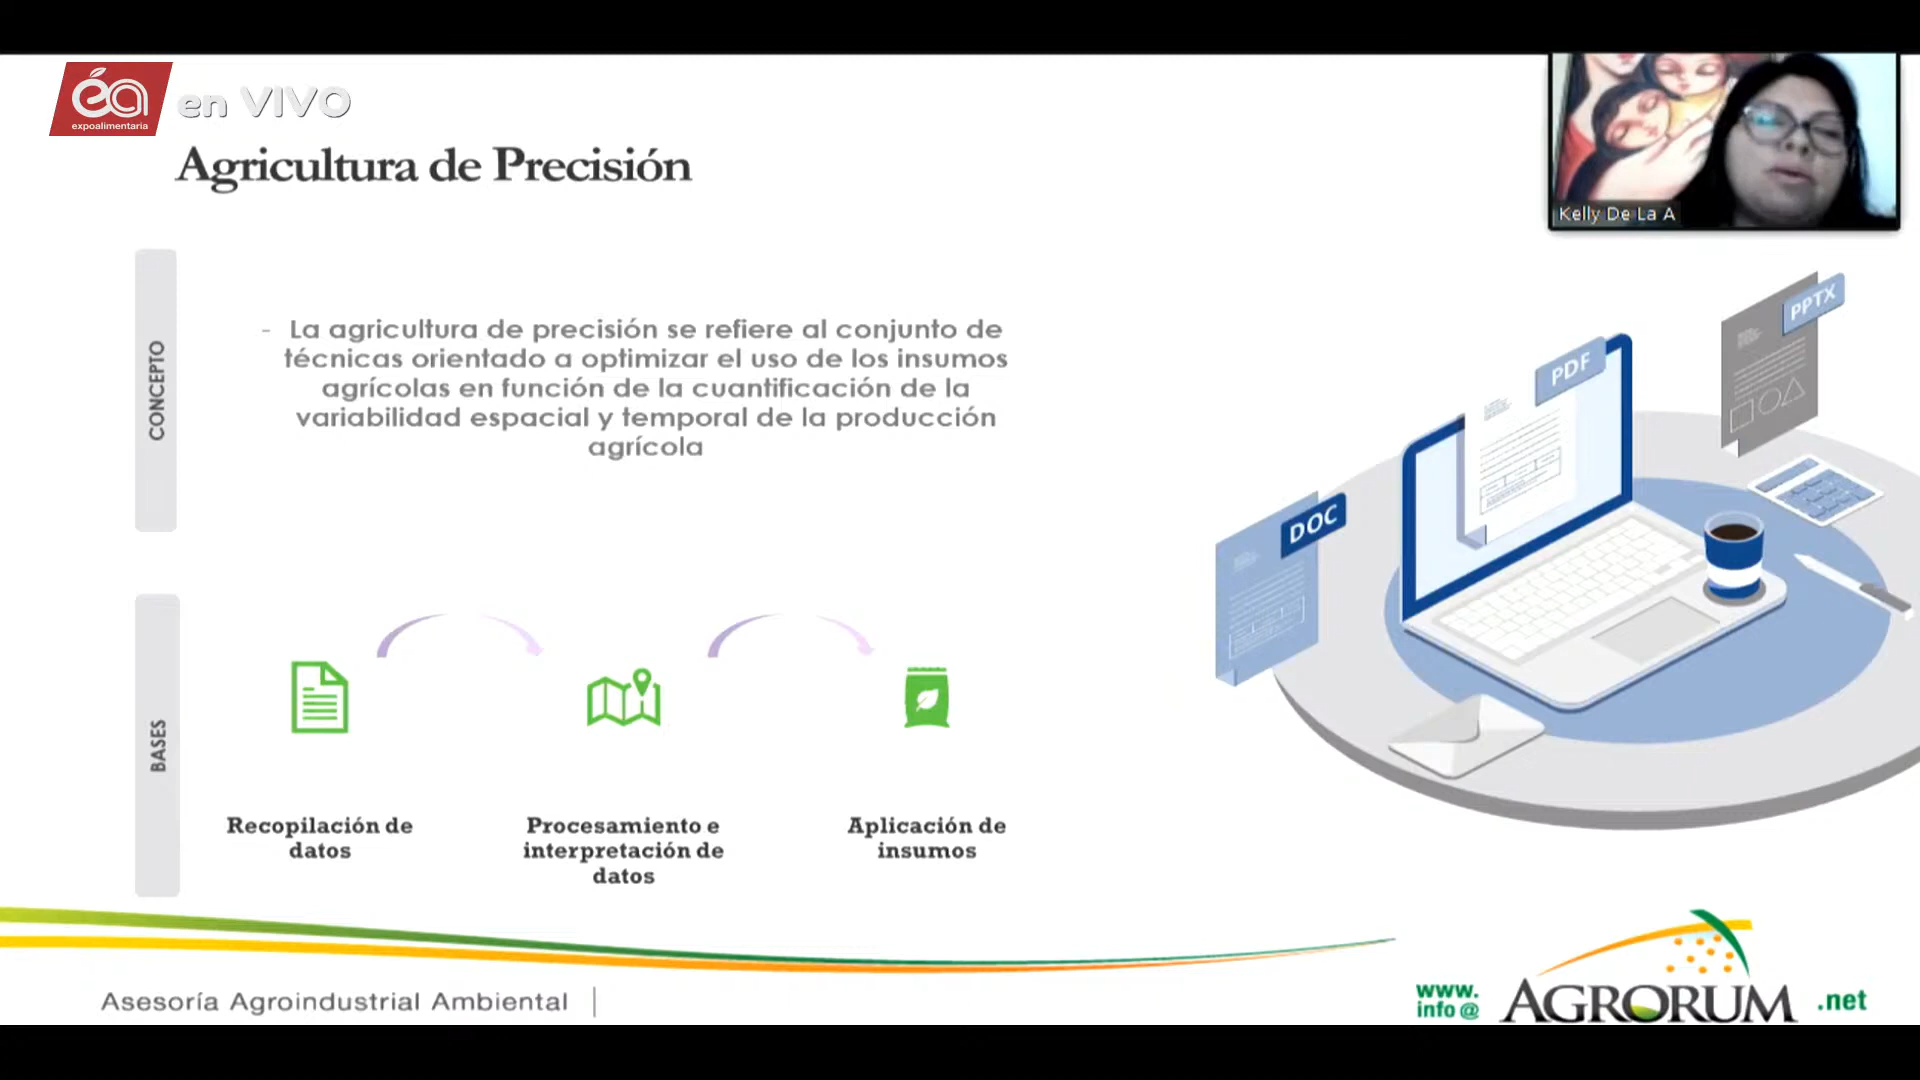 éa
expoalimentaria
en VIVO
Agricultura de Precisión
Kelly De La A
CONCEPTO
- La agricultura de precisión se refiere al conjunto de
técnicas orientado a optimizar el uso de los insumos
agrícolas en función de la cuantificación de la
variabilidad espacial y temporal de la producción
agrícola
PPTX
PDF
DOC
BASES
Recopilación de
datos
Procesamiento e
interpretación de
datos
Aplicación de
insumos
Asesoría Agroindustrial Ambiental
www.
info@
AGRORUM
.net